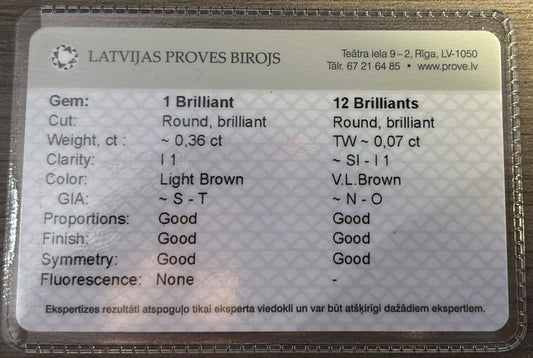 LATVIJAS PROVES BIROJS
Teātra iela 9 – 2, Rīga, LV-1050
Tālr. 67 21 64 85 • www.prove.lv
Gem: 1 Brilliant 12 Brilliants
Cut: Round, brilliant Round, brilliant
Weight, ct : ~ 0,36 ct TW ~ 0,07 ct
Clarity: I 1 ~ SI - I 1
Color: Light Brown V.L.Brown
GIA: ~ S - T ~ N - O
Proportions: Good Good
Finish: Good Good
Symmetry: Good Good
Fluorescence: None -
Ekspertīzes rezultāti atspoguļo tikai eksperta viedokli un var būt atšķirīgi dažādiem ekspertiem.